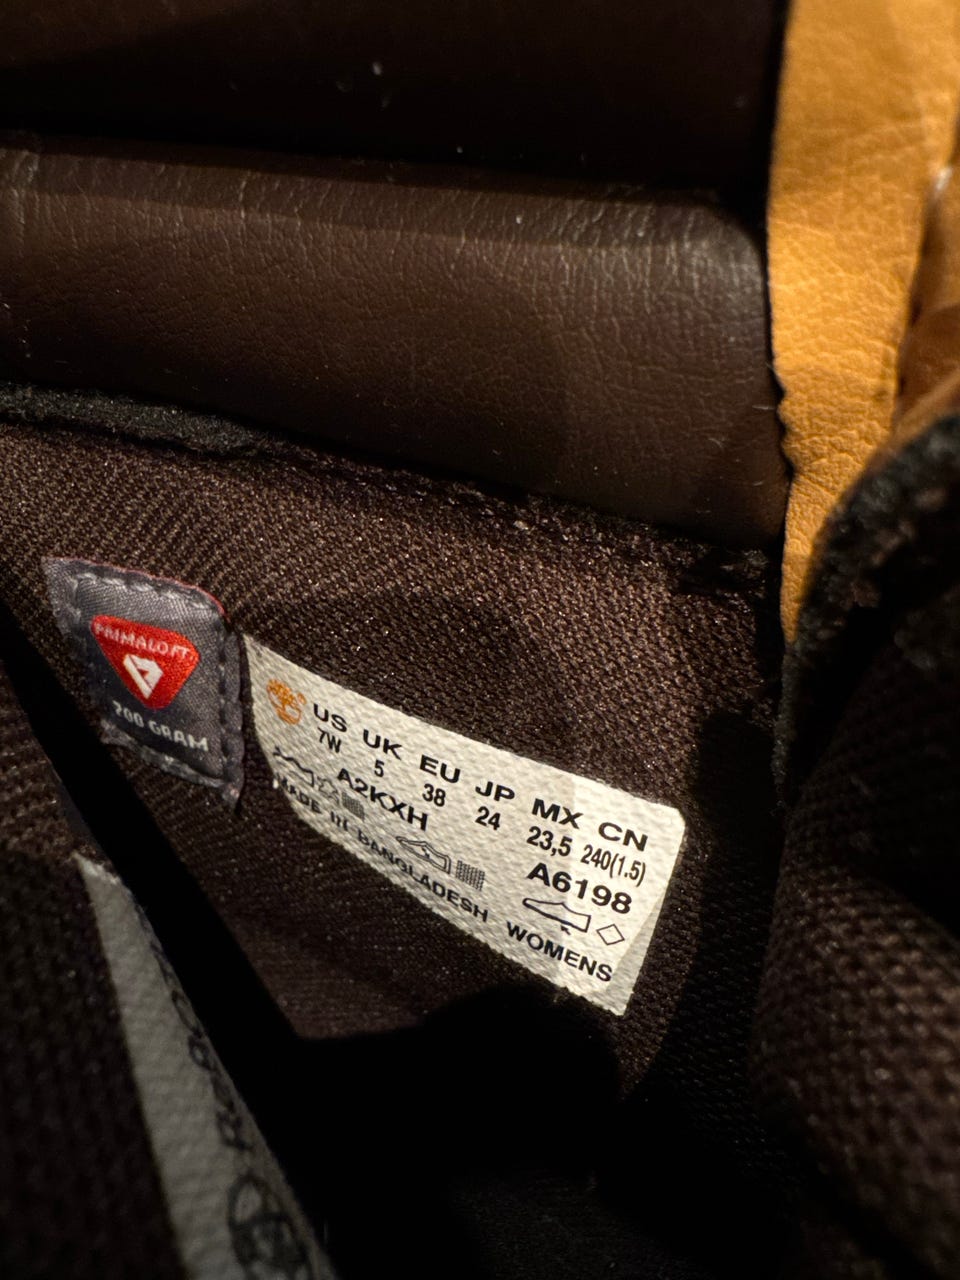 PRIMALOFT
200 GRAM
US UK EU JP MX CN
7W 5 38 24 23,5 240(1.5)
A2KXH A6198
MADE IN BANGLADESH WOMENS